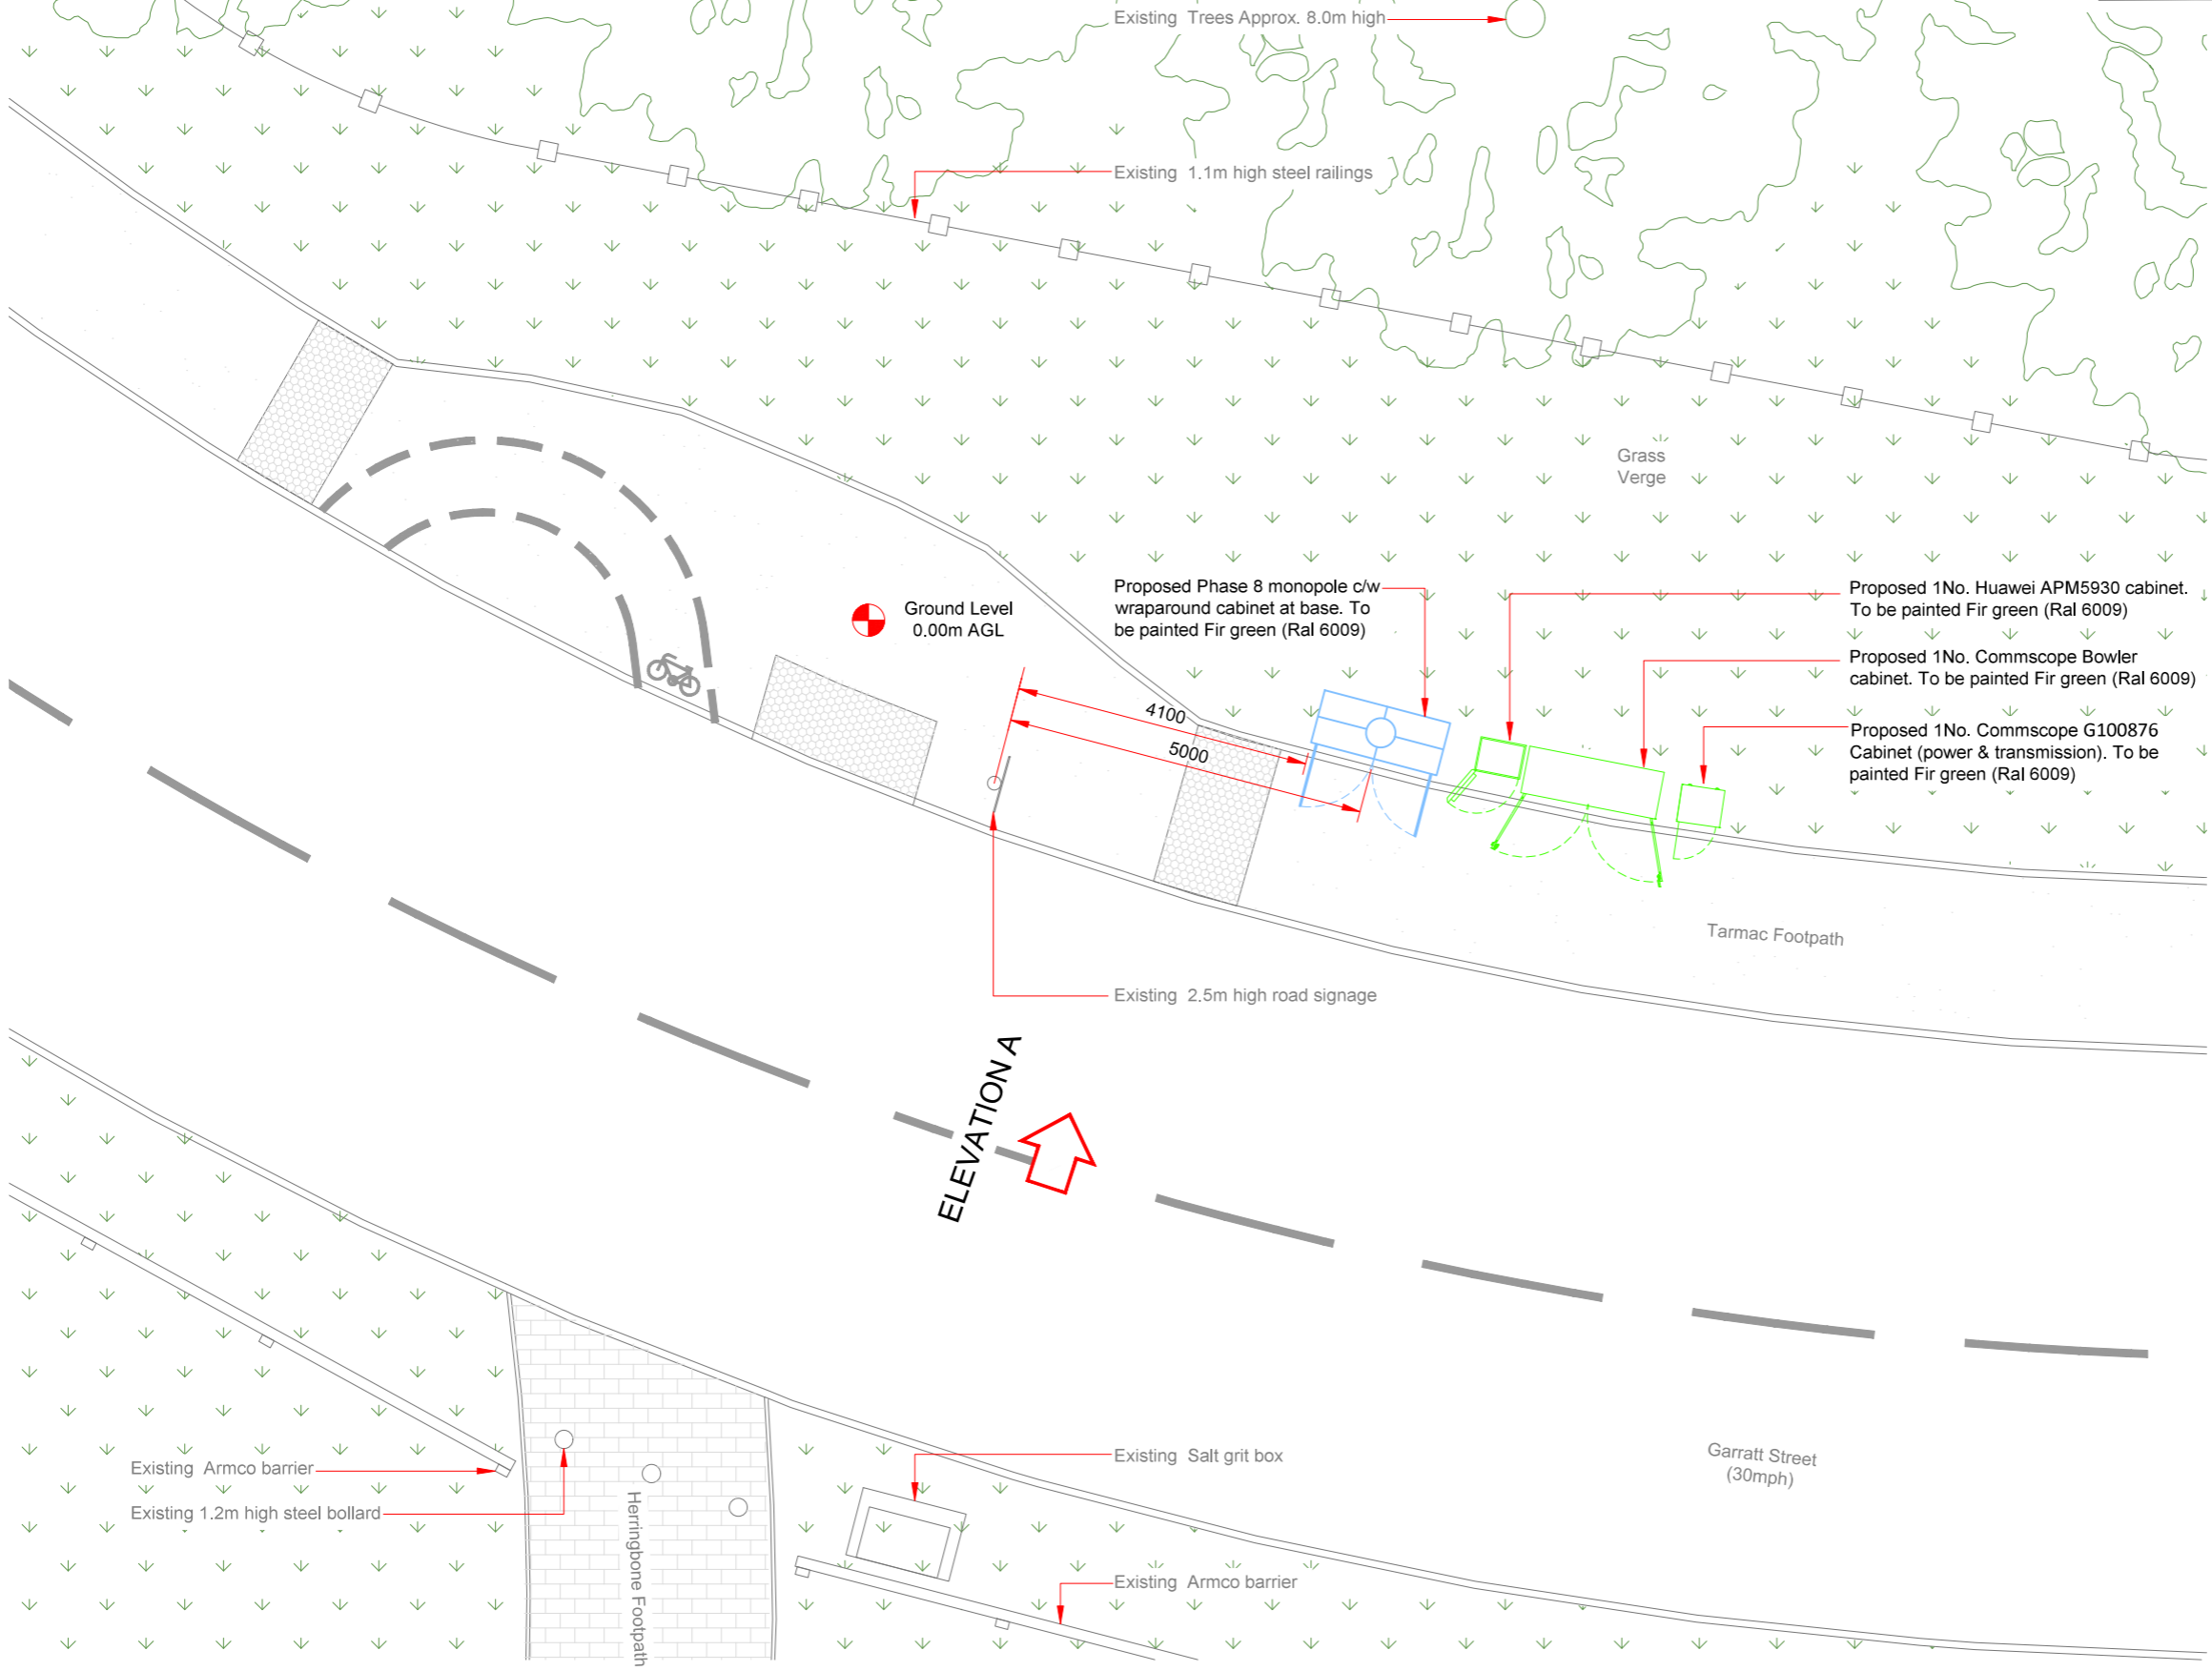 Existing Trees Approx. 8.0m high
Existing 1.1m high steel railings
Grass
Verge
Proposed Phase 8 monopole c/w
wraparound cabinet at base. To
be painted Fir green (Ral 6009)
Proposed 1No. Huawei APM5930 cabinet.
To be painted Fir green (Ral 6009)
Ground Level
0.00m AGL
Proposed 1No. Commscope Bowler
cabinet. To be painted Fir green (Ral 6009)
Proposed 1No. Commscope G100876
Cabinet (power & transmission). To be
painted Fir green (Ral 6009)
4100
5000
Tarmac Footpath
Existing 2.5m high road signage
ELEVATION A
Existing Armco barrier
Existing 1.2m high steel bollard
Herringbone Footpath
Existing Salt grit box
Garratt Street
(30mph)
Existing Armco barrier